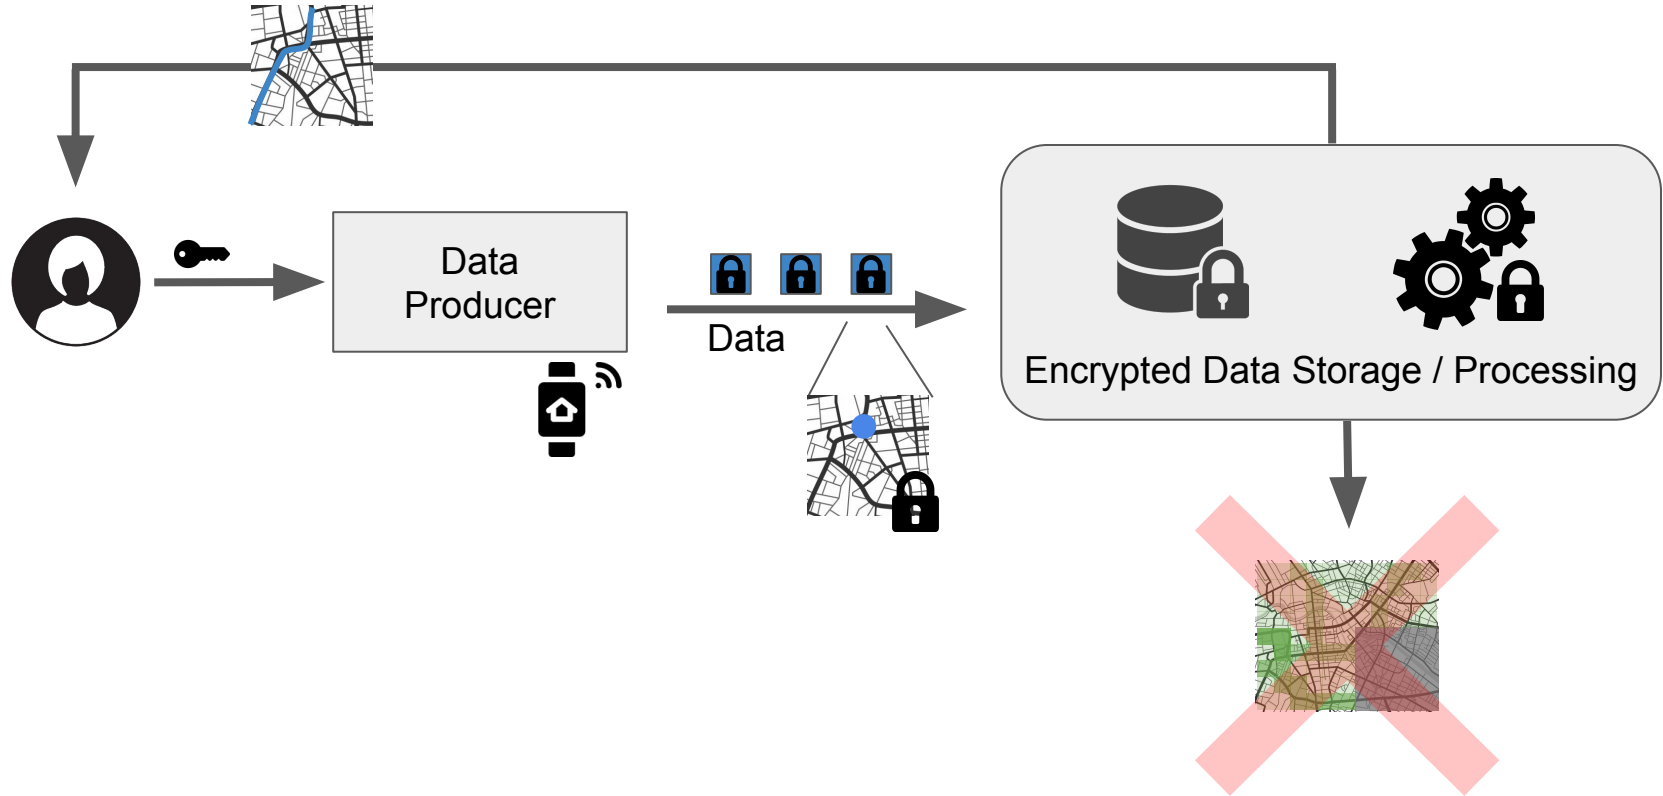 Data
Producer
Data
Encrypted Data Storage / Processing